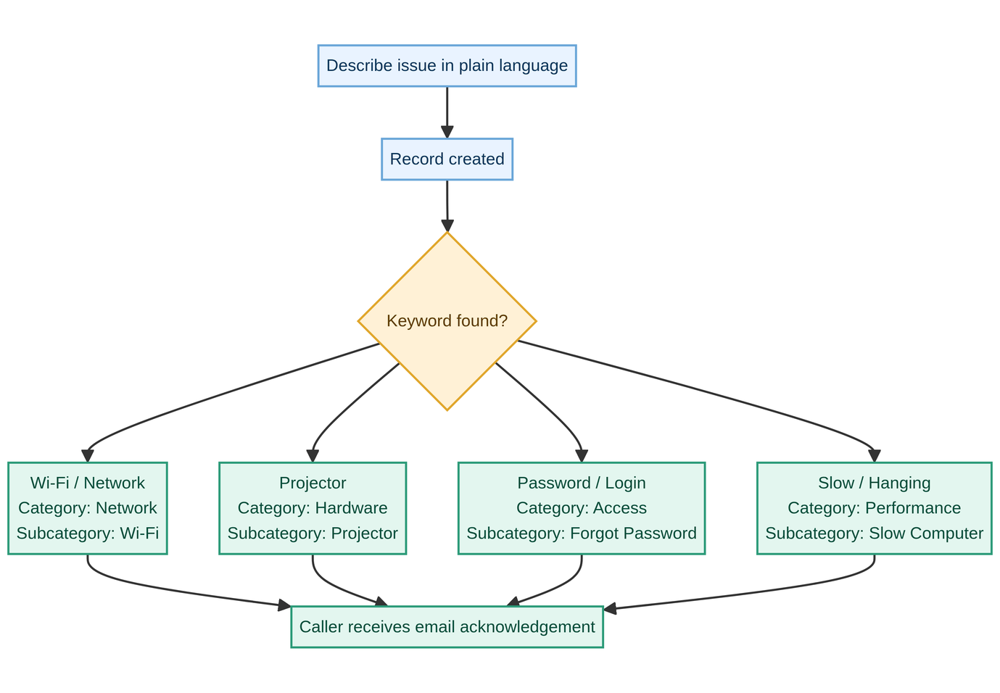 Describe issue in plain language
Record created
Keyword found?
Wi-Fi / Network
Category: Network
Subcategory: Wi-Fi
Projector
Category: Hardware
Subcategory: Projector
Password / Login
Category: Access
Subcategory: Forgot Password
Slow / Hanging
Category: Performance
Subcategory: Slow Computer
Caller receives email acknowledgement